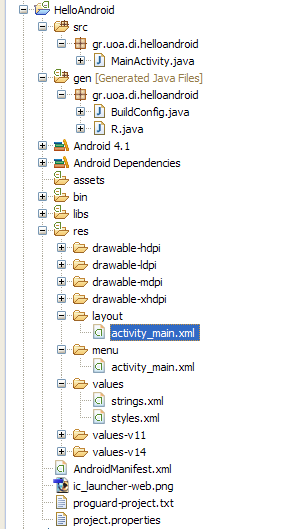 HelloAndroid
src
gr.uoa.di.helloandroid
MainActivity.java
gen [Generated Java Files]
gr.uoa.di.helloandroid
BuildConfig.java
R.java
Android 4.1
Android Dependencies
assets
bin
libs
res
drawable-hdpi
drawable-ldpi
drawable-mdpi
drawable-xhdpi
layout
activity_main.xml
menu
activity_main.xml
values
strings.xml
styles.xml
values-v11
values-v14
AndroidManifest.xml
ic_launcher-web.png
proguard-project.txt
project.properties